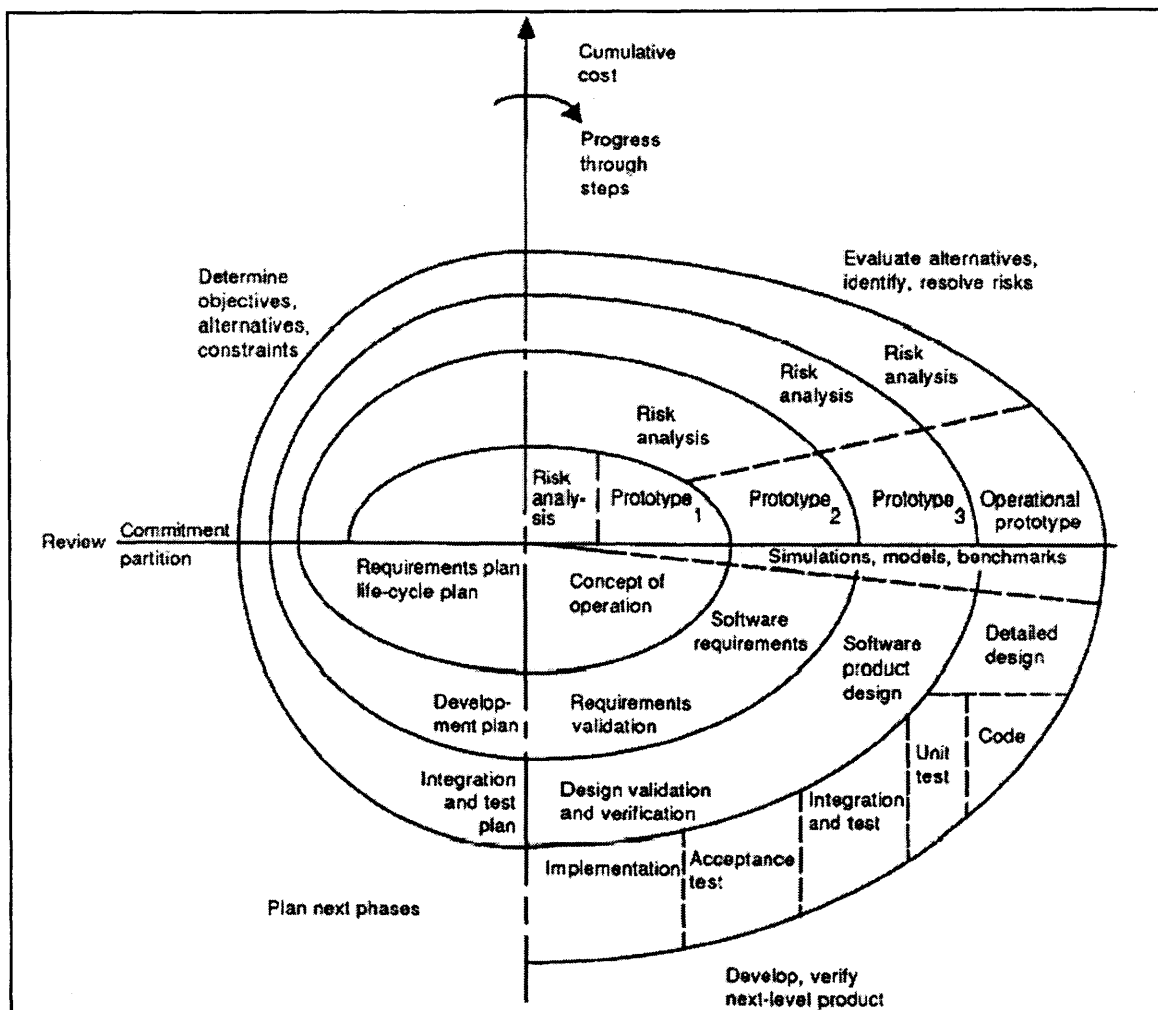 Cumulative
cost
Progress
through
steps
Determine
objectives,
alternatives,
constraints
Evaluate alternatives,
identify, resolve risks
Risk
analysis
Risk
analysis
Risk
analysis
Risk
analy-
sis
Prototype 1
Prototype 2
Prototype 3
Operational
prototype
Review
Commitment
partition
Simulations, models, benchmarks
Requirements plan
life-cycle plan
Concept of
operation
Software
requirements
Software
product
design
Detailed
design
Develop-
ment plan
Requirements
validation
Code
Unit
test
Integration
and test
plan
Design validation
and verification
Integration
and test
Acceptance
test
Implementation
Plan next phases
Develop, verify
next-level product